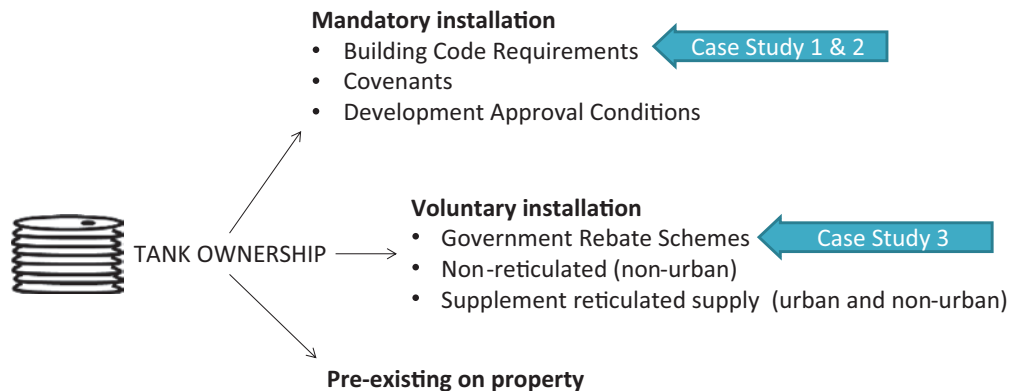 Mandatory installation
• Building Code Requirements
Case Study 1 & 2
• Covenants
• Development Approval Conditions
TANK OWNERSHIP
Voluntary installation
• Government Rebate Schemes
Case Study 3
• Non-reticulated (non-urban)
• Supplement reticulated supply (urban and non-urban)
Pre-existing on property